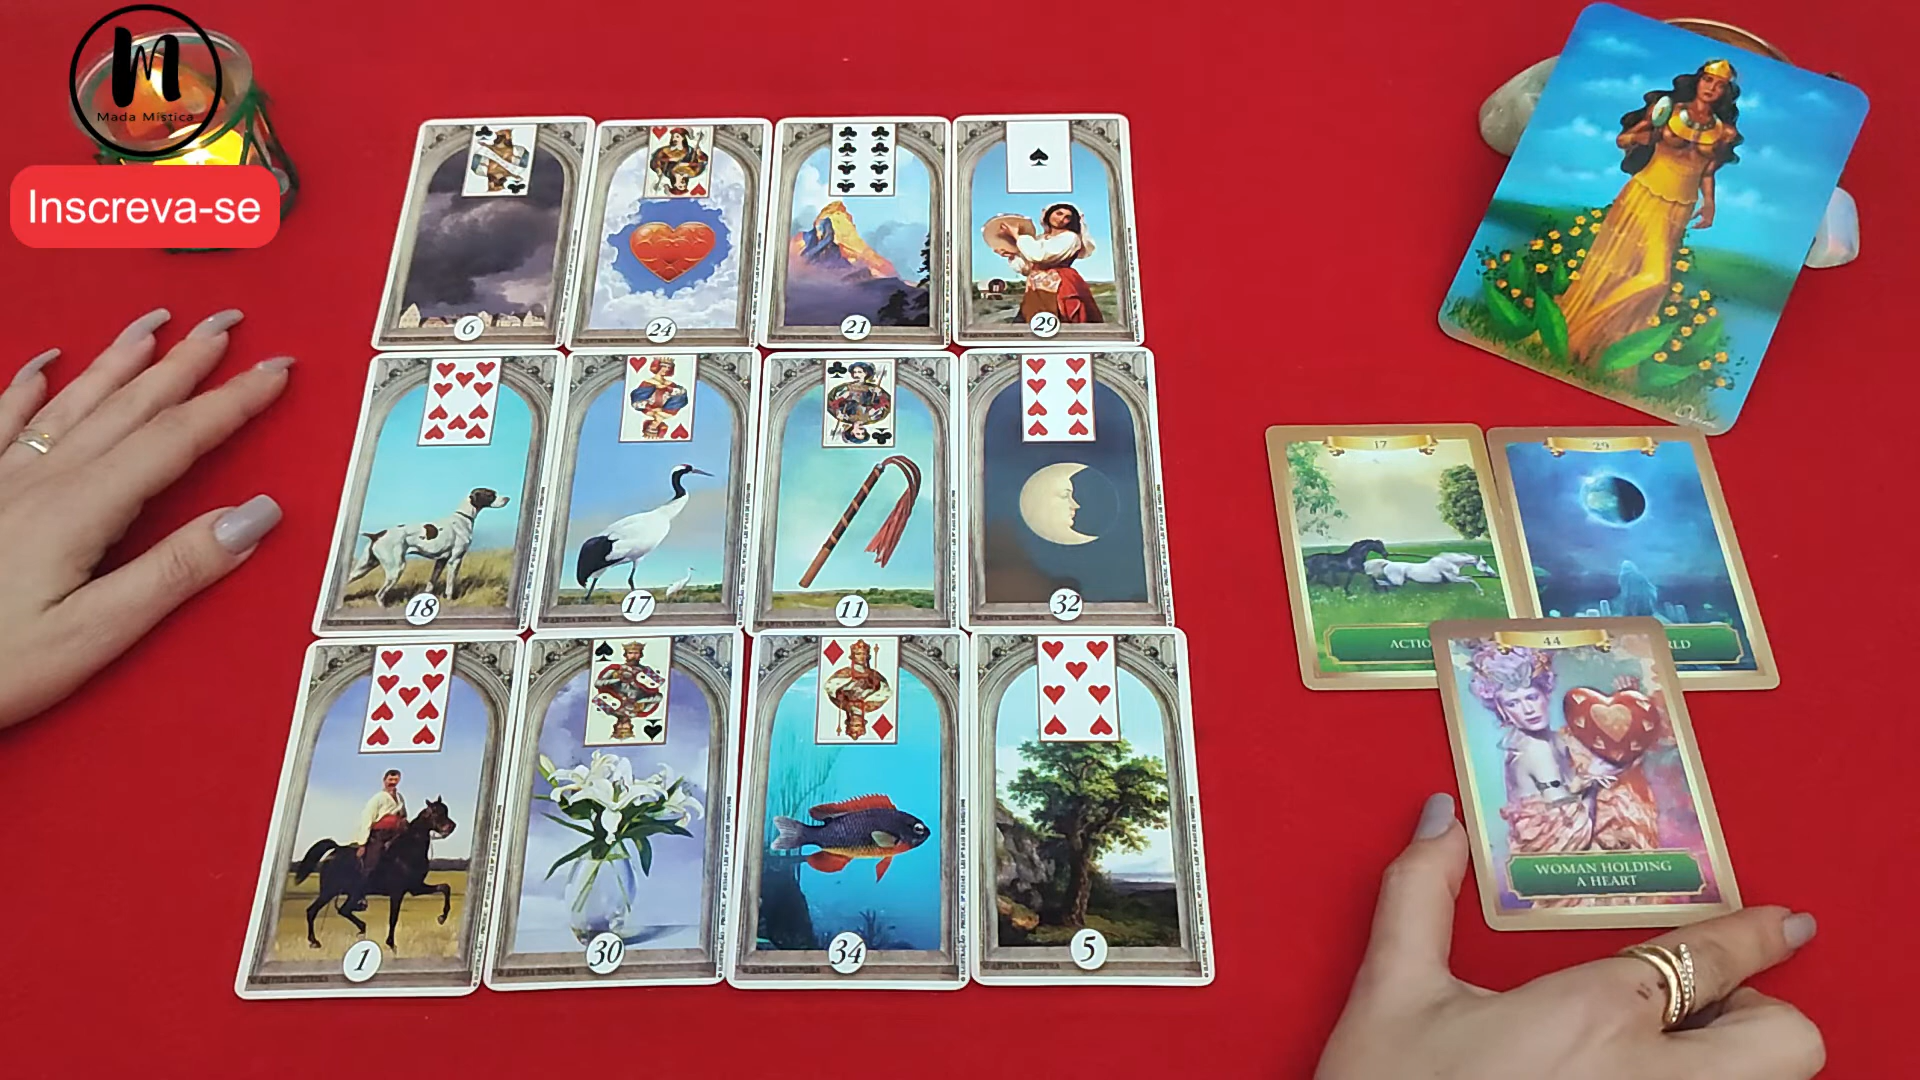 Mada Mistica
Inscreva-se
6
24
21
29
18
17
11
32
1
30
34
5
17
29
ACTIO
RLD
44
WOMAN HOLDING
A HEART